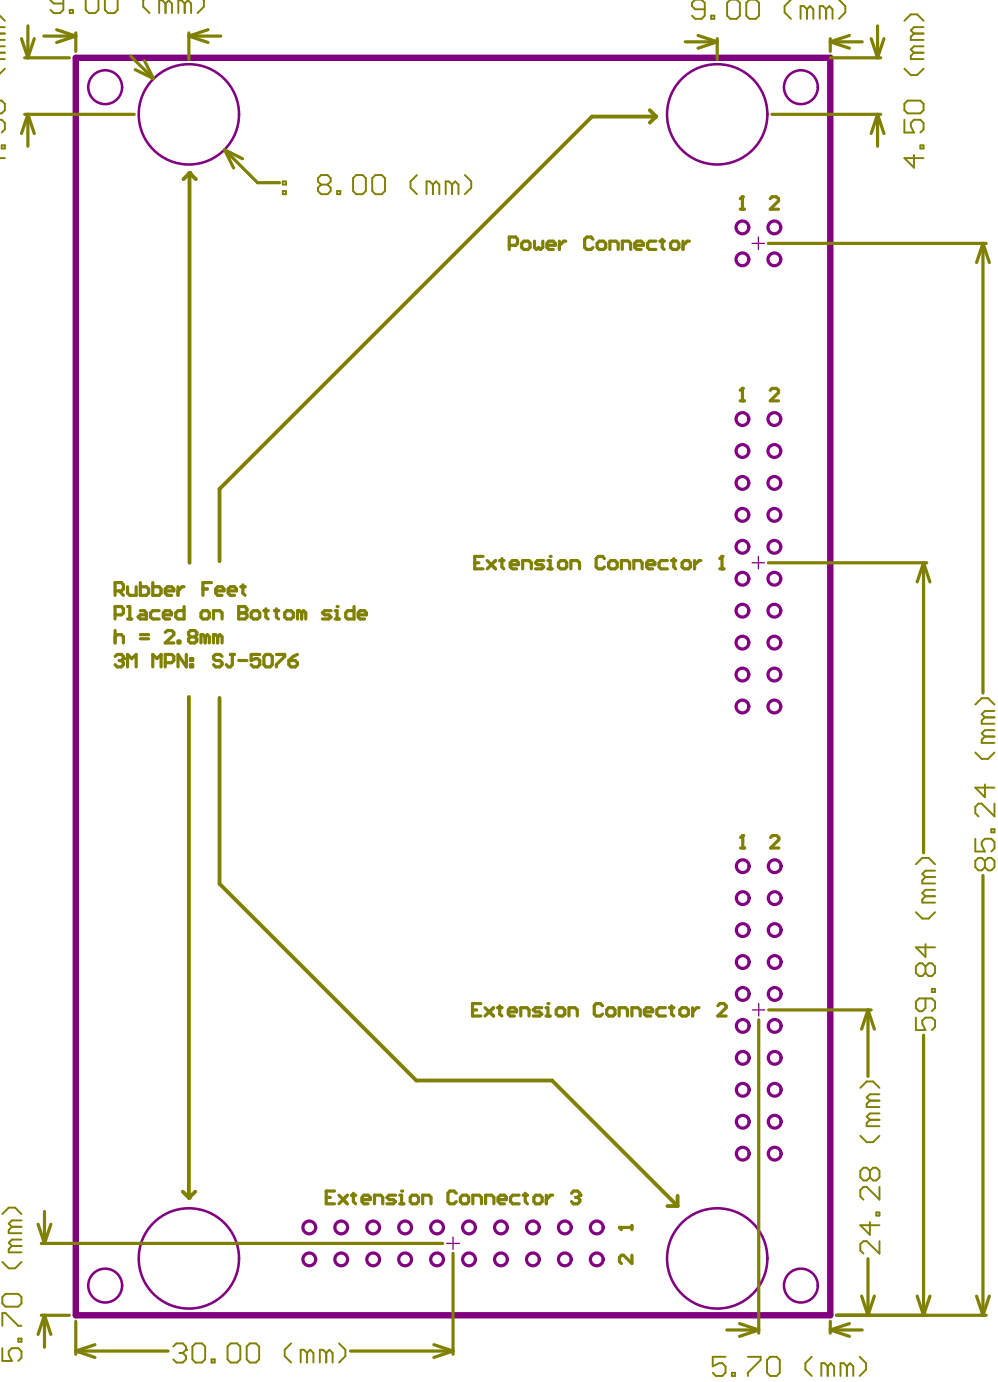 9.00 (mm)
9.00 (mm)
4.50 (mm)
: 8.00 (mm)
1 2
Power Connector
1 2
Extension Connector 1
Rubber Feet
Placed on Bottom side
h = 2.8mm
3M MPN: SJ-5076
85.24 (mm)
1 2
59.84 (mm)
Extension Connector 2
24.28 (mm)
Extension Connector 3
1
2
5.70 (mm)
30.00 (mm)
5.70 (mm)